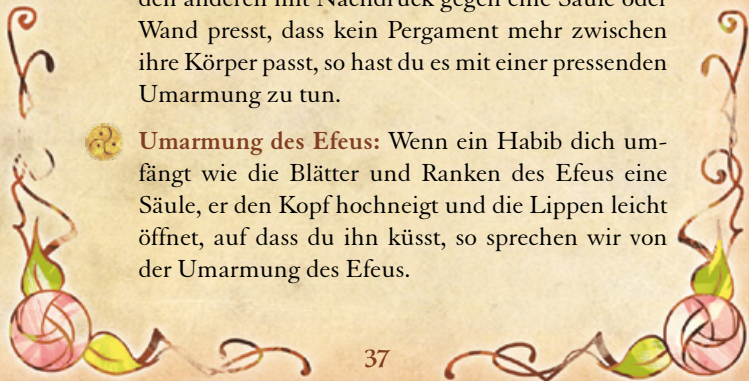 den anderen mit Nachdruck gegen eine Säule oder
Wand presst, dass kein Pergament mehr zwischen
ihre Körper passt, so hast du es mit einer pressenden
Umarmung zu tun.
Umarmung des Efeus: Wenn ein Habib dich um-
fängt wie die Blätter und Ranken des Efeus eine
Säule, er den Kopf hochneigt und die Lippen leicht
öffnet, auf dass du ihn küsst, so sprechen wir von
der Umarmung des Efeus.
37